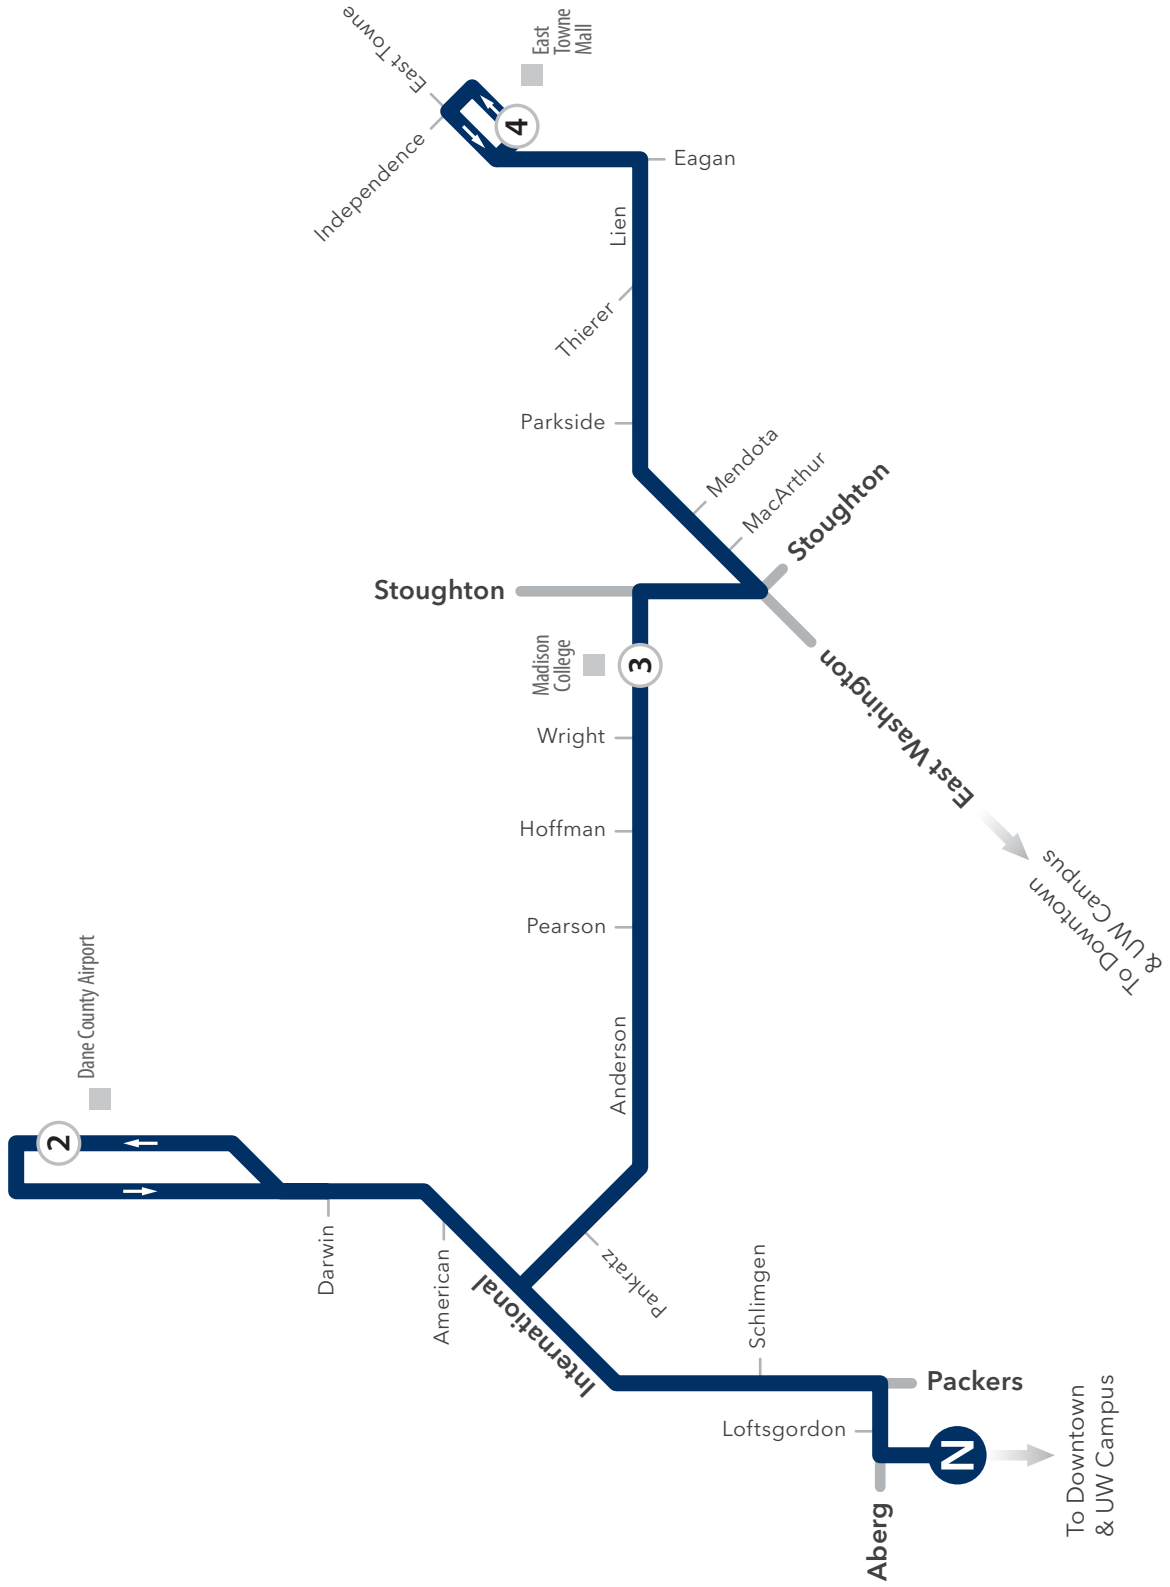 East Towne
East
Towne
Mall
4
Independence
Eagan
Lien
Thierer
Parkside
Mendota
MacArthur
Stoughton
Stoughton
Madison
College
3
East Washington
Wright
Hoffman
Pearson
To Downtown
& UW Campus
Dane County Airport
Anderson
2
Darwin
American
International
Pankratz
Schlimgen
Packers
Loftsgordon
N
Aberg
To Downtown
& UW Campus